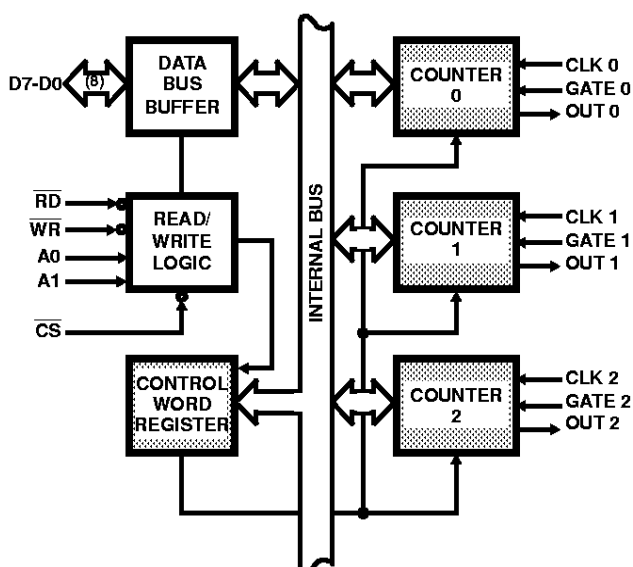 D7-D0
(8)
DATA
BUS
BUFFER
RD
WR
A0
A1
CS
READ/
WRITE
LOGIC
CONTROL
WORD
REGISTER
INTERNAL BUS
COUNTER
0
CLK 0
GATE 0
OUT 0
COUNTER
1
CLK 1
GATE 1
OUT 1
COUNTER
2
CLK 2
GATE 2
OUT 2